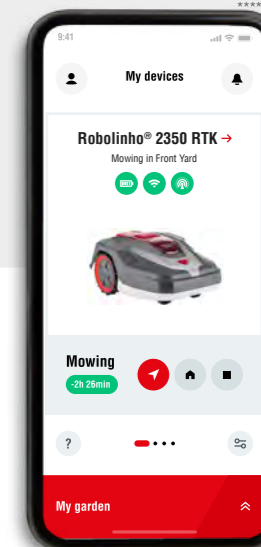 ****
9:41
My devices
Robolinho® 2350 RTK →
Mowing in Front Yard
Mowing
-2h 26min
?
My garden